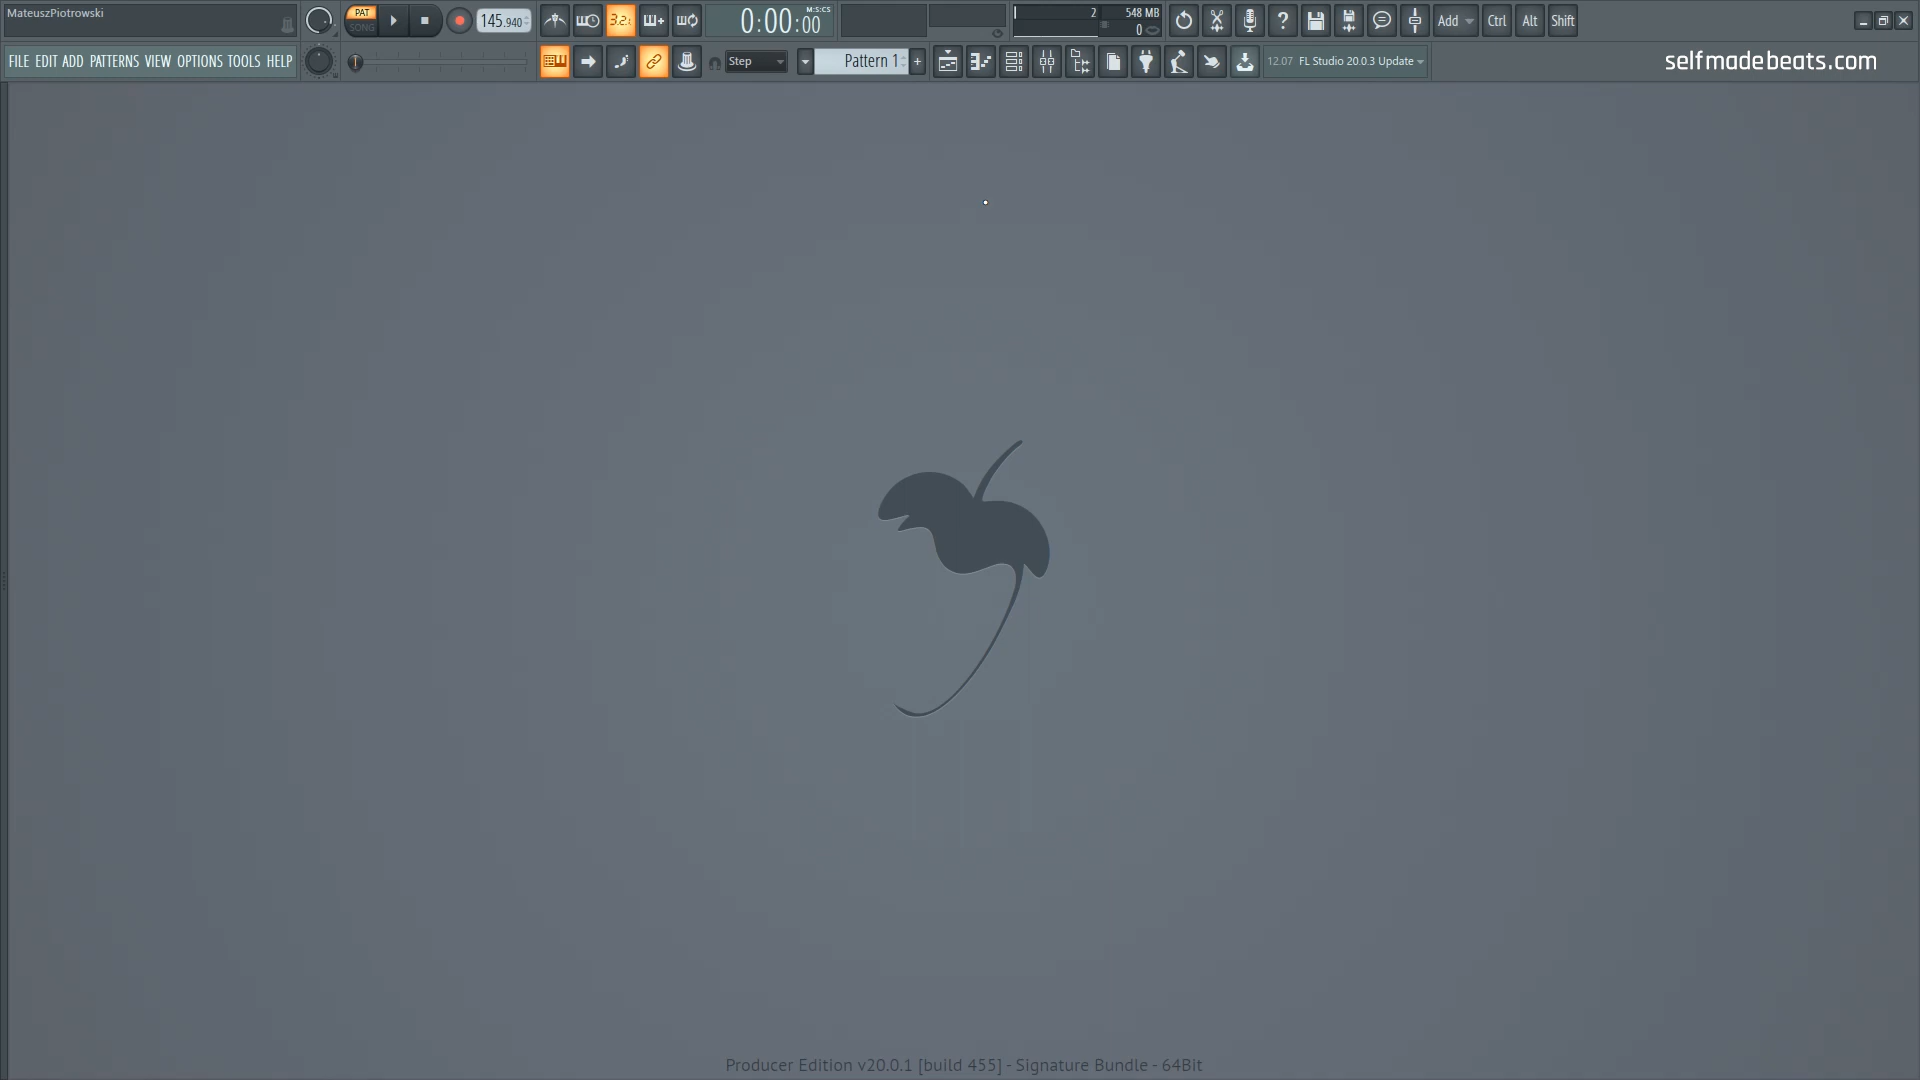 MateuszPiotrowski
PAT
SONG
145.940
3.2.
0:00:00
M:S:CS
2
548 MB
0
Add
Ctrl
Alt
Shift
FILE EDIT ADD PATTERNS VIEW OPTIONS TOOLS HELP
Step
Pattern 1
+
12.07 FL Studio 20.0.3 Update
selfmadebeats.com
Producer Edition v20.0.1 [build 455] - Signature Bundle - 64Bit